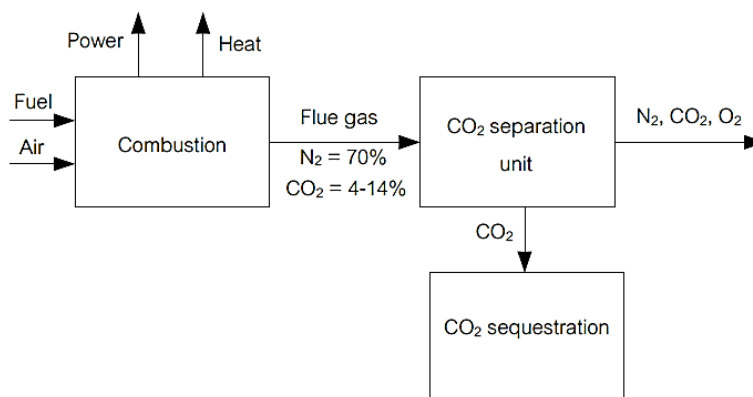 Power
Heat
Fuel
Air
Combustion
Flue gas
N₂ = 70%
CO₂ = 4-14%
CO₂ separation
unit
N₂, CO₂, O₂
CO₂
CO₂ sequestration